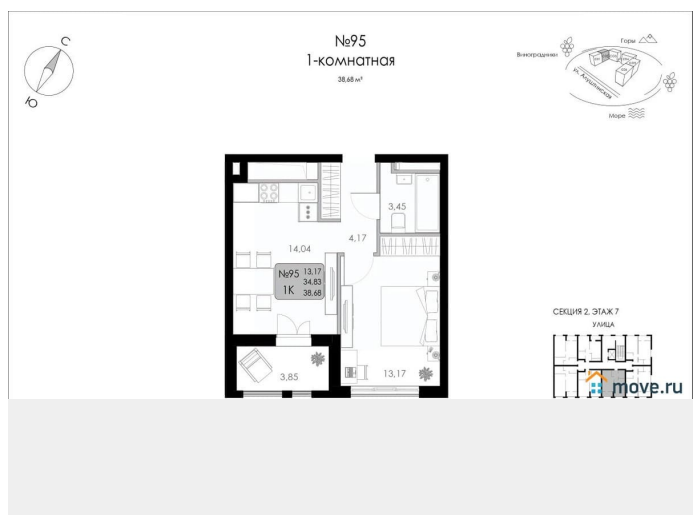 №95
1-комнатная
38,68 м²
С
Ю
Горы
Виноградники
ул. Алуштинская
Море
3,45
4,17
14,04
№95 13,17
34,83
1К 38,68
3,85
13,17
СЕКЦИЯ 2, ЭТАЖ 7
УЛИЦА
move.ru